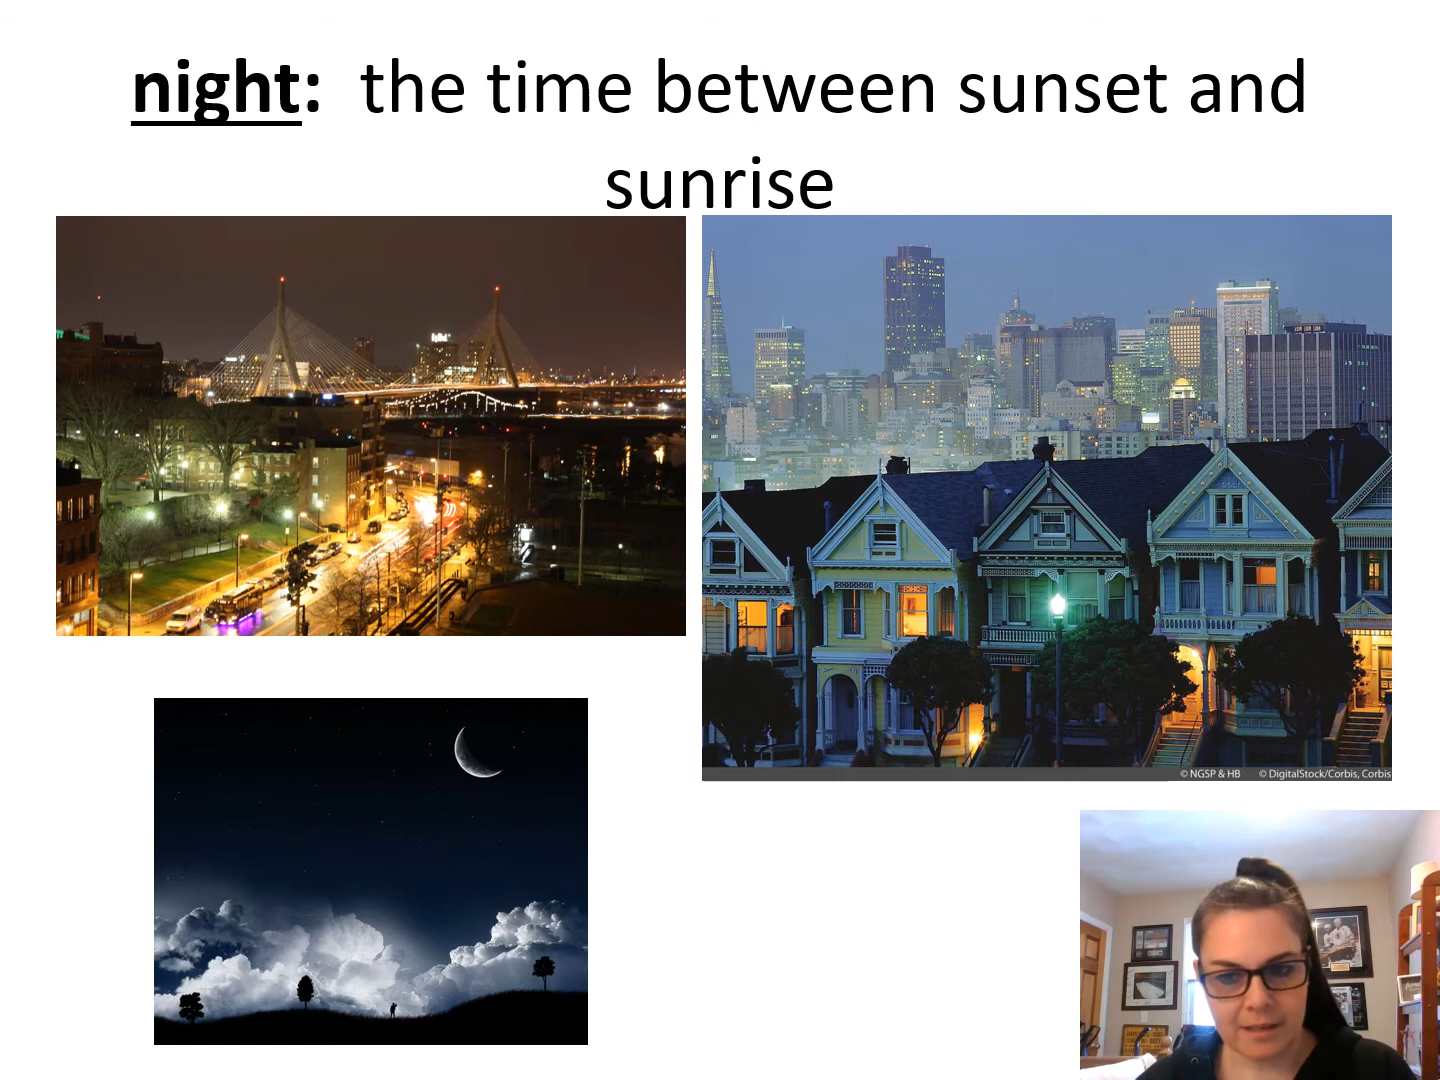 night:  the time between sunset and
sunrise
© NGSP & HB   © DigitalStock/Corbis, Corbis